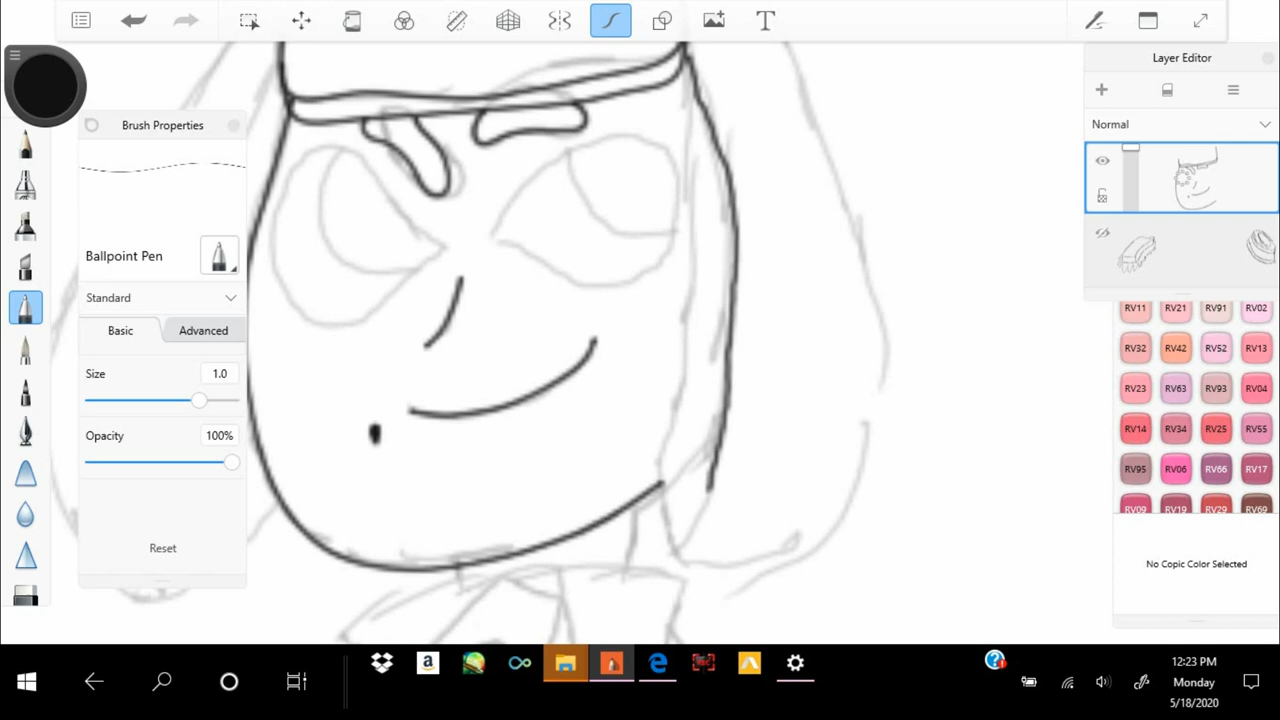 T
Layer Editor
Brush Properties
Normal
Ballpoint Pen
Standard
Basic
Advanced
Size
1.0
Opacity
100%
Reset
RV11
RV21
RV91
RV02
RV32
RV42
RV52
RV13
RV23
RV63
RV93
RV04
RV14
RV34
RV25
RV55
RV95
RV06
RV66
RV17
RV09
RV19
RV29
RV69
No Copic Color Selected
a
12:23 PM
Monday
5/18/2020